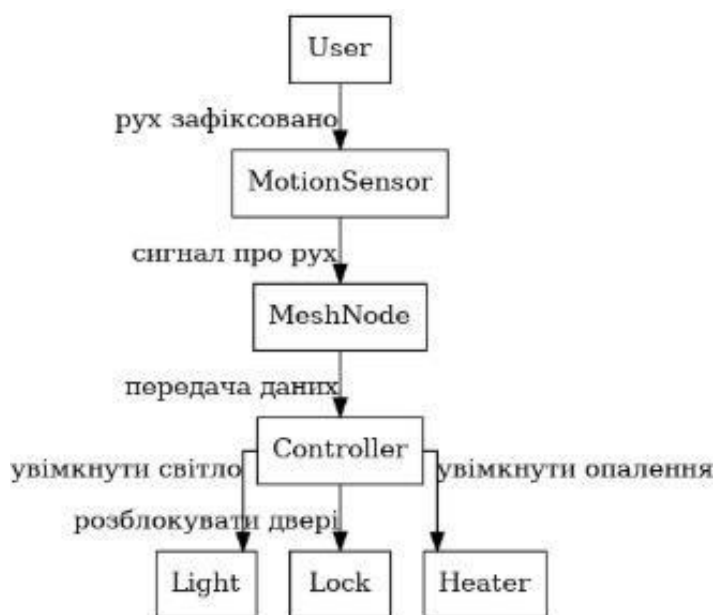 User
рух зафіксовано
MotionSensor
сигнал про рух
MeshNode
передача даних
Controller
увімкнути світло
увімкнути опалення
розблокувати двері
Light
Lock
Heater